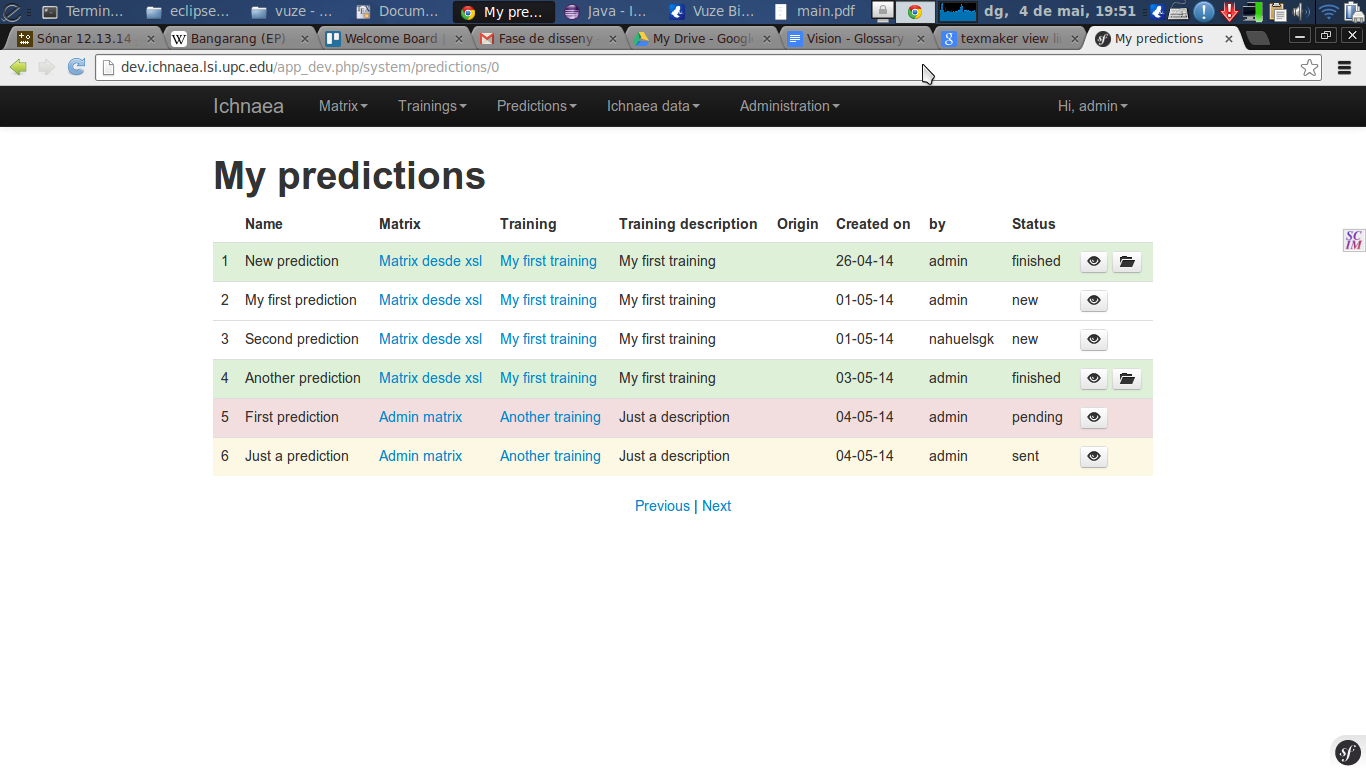 Termin... eclipse... vuze - ... Docum... My pre... Java - I... Vuze Bi... main.pdf dg, 4 de mai, 19:51
Sónar 12.13.14 Bangarang (EP) Welcome Board Fase de disseny My Drive - Googl Vision - Glossary texmaker view li My predictions
dev.ichnaea.lsi.upc.edu/app_dev.php/system/predictions/0
Ichnaea Matrix Trainings Predictions Ichnaea data Administration Hi, admin
My predictions
Name Matrix Training Training description Origin Created on by Status
1 New prediction Matrix desde xsl My first training My first training 26-04-14 admin finished
2 My first prediction Matrix desde xsl My first training My first training 01-05-14 admin new
3 Second prediction Matrix desde xsl My first training My first training 01-05-14 nahuelsgk new
4 Another prediction Matrix desde xsl My first training My first training 03-05-14 admin finished
5 First prediction Admin matrix Another training Just a description 04-05-14 admin pending
6 Just a prediction Admin matrix Another training Just a description 04-05-14 admin sent
Previous | Next
SC
IM
sf